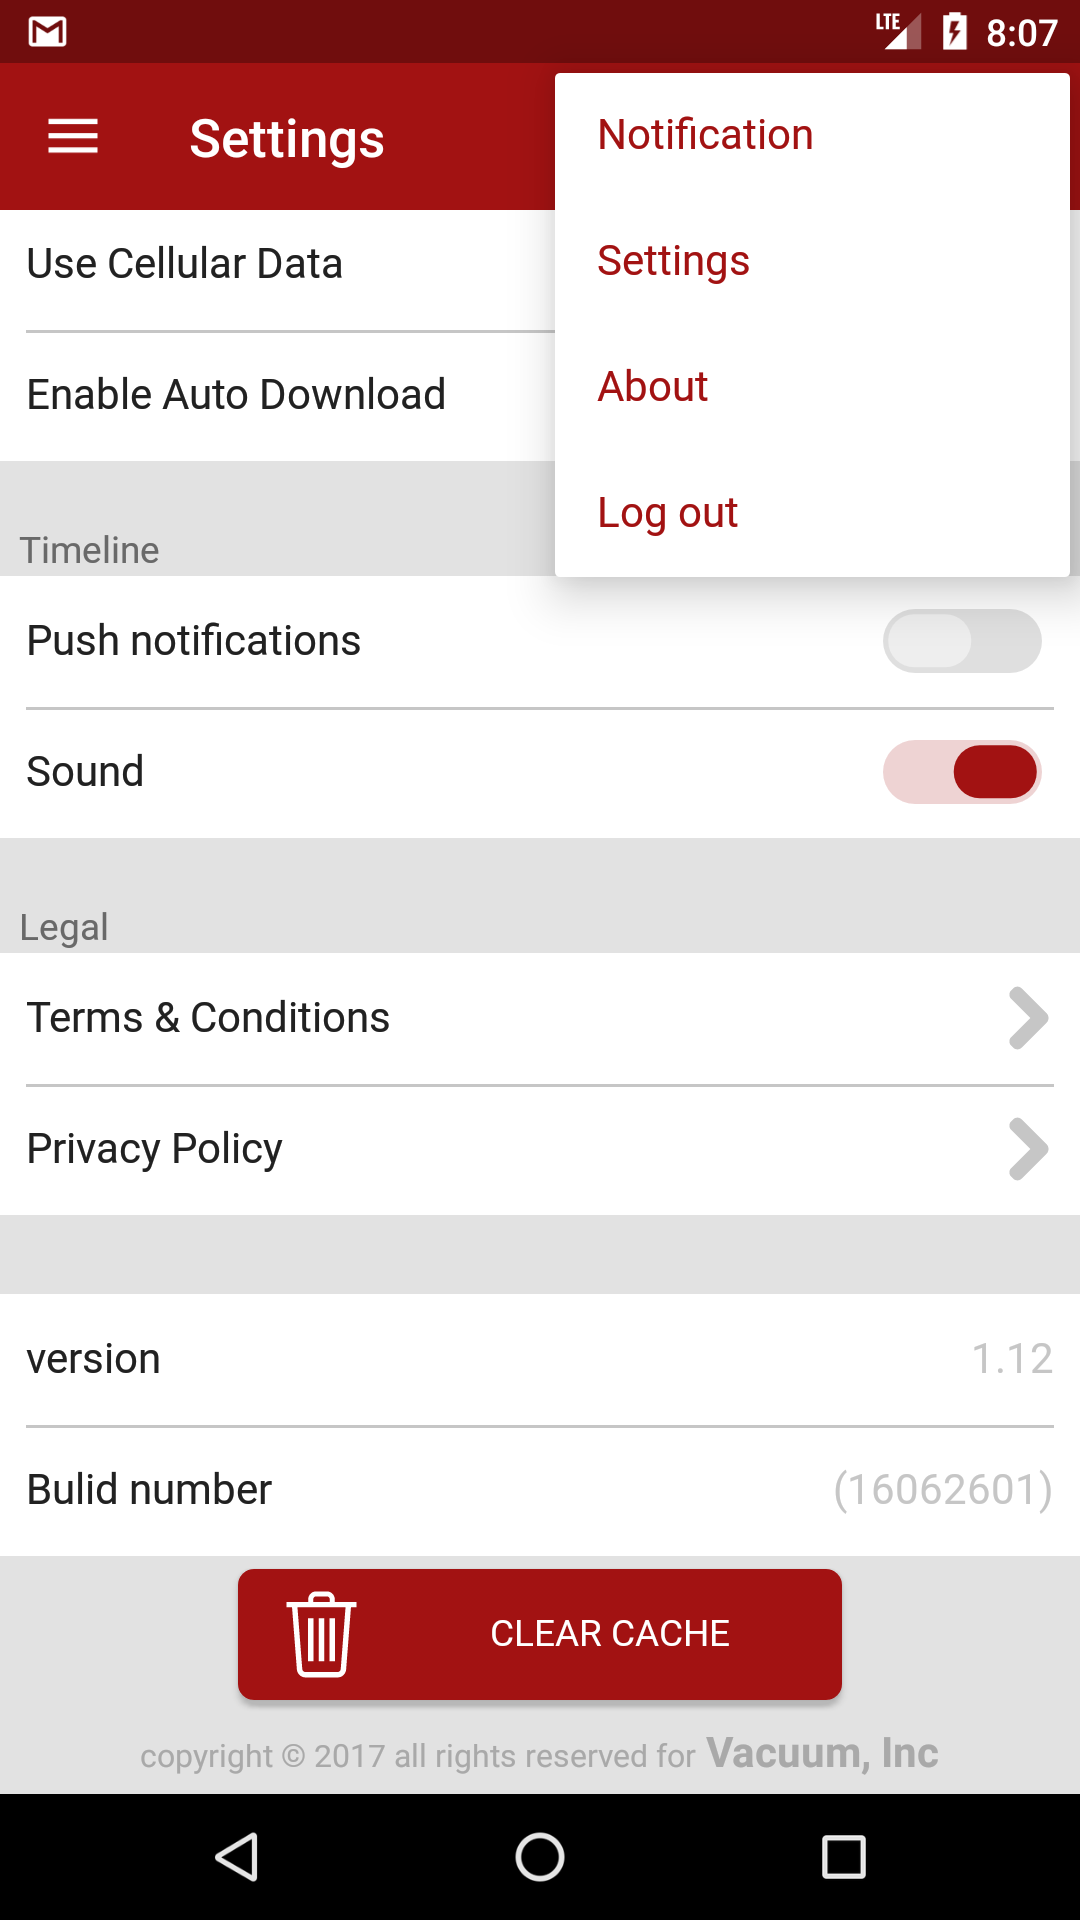 LTE 8:07
Settings
Notification
Settings
About
Log out
Use Cellular Data
Enable Auto Download
Timeline
Push notifications
Sound
Legal
Terms & Conditions
Privacy Policy
version 1.12
Bulid number (16062601)
CLEAR CACHE
copyright © 2017 all rights reserved for Vacuum, Inc